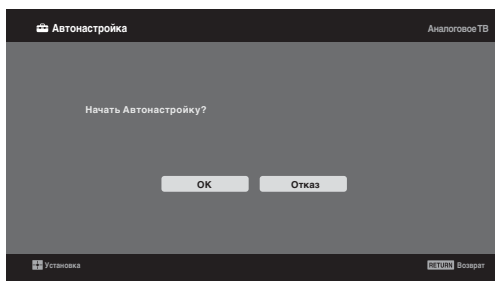 Автонастройка
Аналоговое ТВ
Начать Автонастройку?
OK
Отказ
Установка
RETURN Возврат